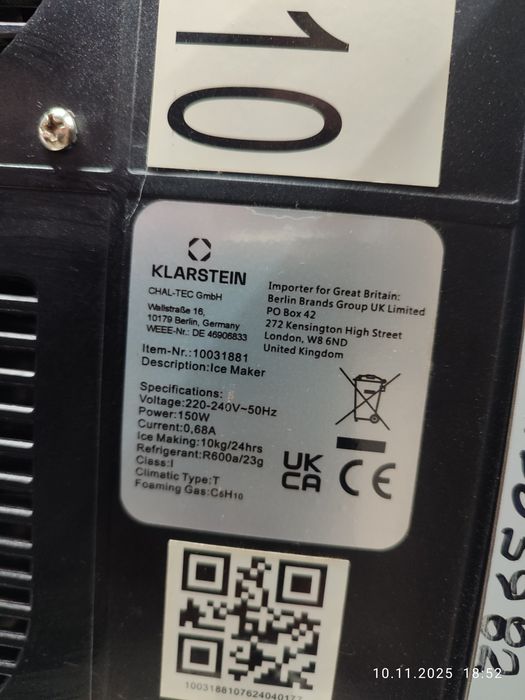 10
KLARSTEIN
CHAL-TEC GmbH
Wallstraße 16,
10179 Berlin, Germany
WEEE-Nr.: DE 46906833
Importer for Great Britain:
Berlin Brands Group UK Limited
PO Box 42
272 Kensington High Street
London, W8 6ND
United Kingdom
Item-Nr.:10031881
Description:Ice Maker
Specifications:
Voltage:220-240V~50Hz
Power:150W
Current:0,68A
Ice Making:10kg/24hrs
Refrigerant:R600a/23g
Class:I
Climatic Type:T
Foaming Gas:C5H10
UK
CA
CE
10.11.2025 18:52